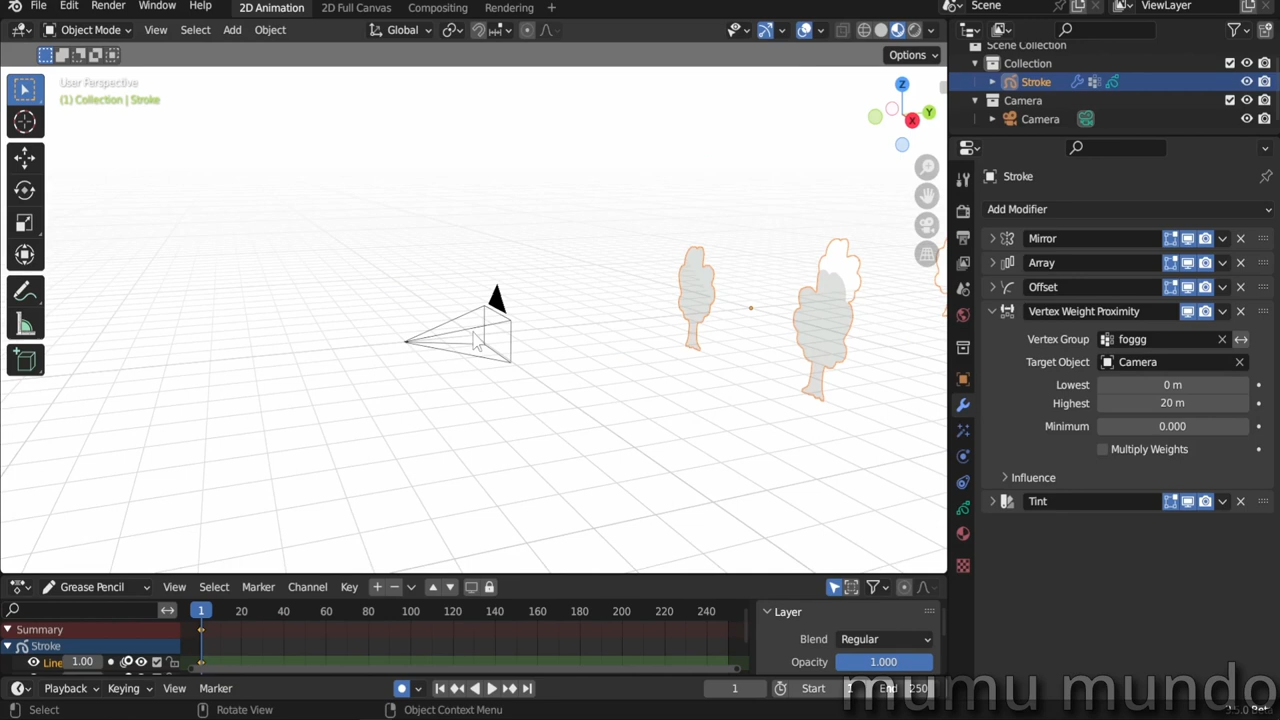 File Edit Render Window Help 2D Animation 2D Full Canvas Compositing Rendering + Scene ViewLayer
Object Mode View Select Add Object Global
Options
User Perspective
(1) Collection | Stroke
Z
Y
X
Scene Collection
Collection
Stroke
Camera
Camera
Stroke
Add Modifier
Mirror
Array
Offset
Vertex Weight Proximity
Vertex Group foggg
Target Object Camera
Lowest 0 m
Highest 20 m
Minimum 0.000
Multiply Weights
Influence
Tint
Grease Pencil View Select Marker Channel Key
1 20 40 60 80 100 120 140 160 180 200 220 240
Summary
Stroke
Line 1.00
Layer
Blend Regular
Opacity 1.000
Playback Keying View Marker 1 Start 1 End 250
Select Rotate View Object Context Menu
mumu mundo